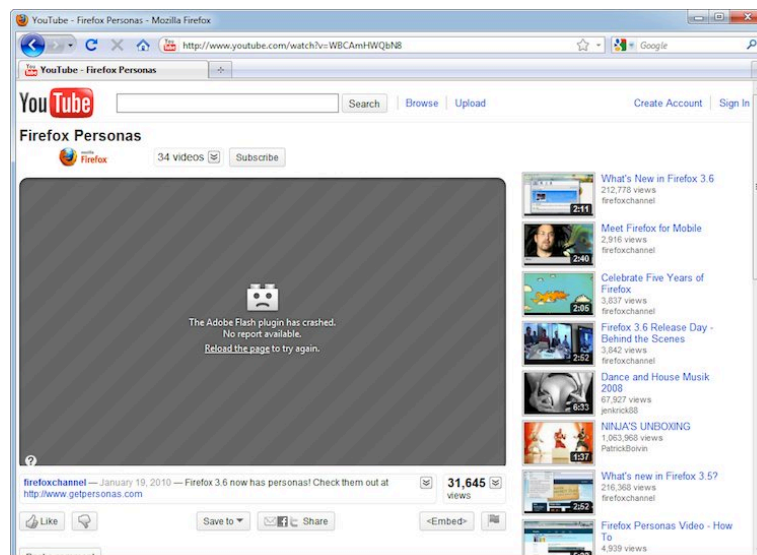 YouTube - Firefox Personas - Mozilla Firefox
http://www.youtube.com/watch?v=WBCAmHWQbN8
Google
YouTube - Firefox Personas
YouTube
Search
Browse
Upload
Create Account
Sign In
Firefox Personas
mozilla
Firefox
34 videos
Subscribe
The Adobe Flash plugin has crashed.
No report available.
Reload the page to try again.
firefoxchannel — January 19, 2010 — Firefox 3.6 now has personas! Check them out at
http://www.getpersonas.com
31,645
views
Like
Save to
Share
<Embed>
2:11
What's New in Firefox 3.6
212,778 views
firefoxchannel
2:40
Meet Firefox for Mobile
2,916 views
firefoxchannel
2:05
Celebrate Five Years of
Firefox
3,837 views
firefoxchannel
2:52
Firefox 3.6 Release Day -
Behind the Scenes
3,842 views
firefoxchannel
6:33
Dance and House Musik
2008
67,927 views
jenkrick88
1:37
NINJA'S UNBOXING
1,063,968 views
PatrickBoivin
2:52
What's new in Firefox 3.5?
216,368 views
firefoxchannel
Firefox Personas Video - How
To
4,939 views